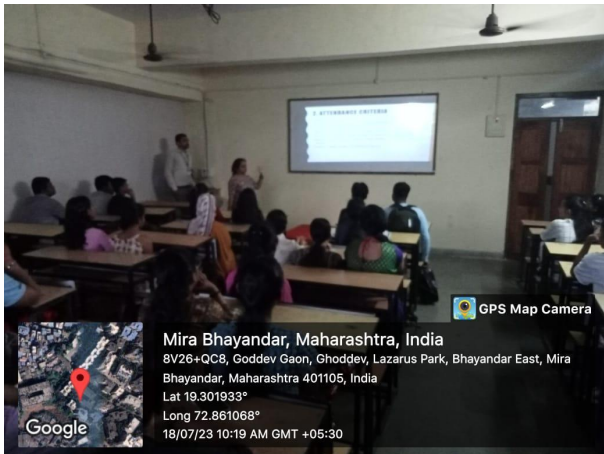 2. ATTENDANCE CRITERIA
GPS Map Camera
Mira Bhayandar, Maharashtra, India
8V26+QC8, Goddev Gaon, Ghoddev, Lazarus Park, Bhayandar East, Mira
Bhayandar, Maharashtra 401105, India
Lat 19.301933°
Long 72.861068°
18/07/23 10:19 AM GMT +05:30
Google